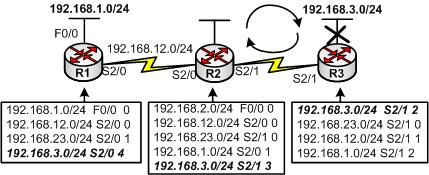 192.168.1.0/24
192.168.3.0/24
F0/0
192.168.12.0/24
R1
S2/0
S2/0
R2
S2/1
S2/1
R3
192.168.1.0/24 F0/0 0
192.168.12.0/24 S2/0 0
192.168.23.0/24 S2/0 1
192.168.3.0/24 S2/0 4
192.168.2.0/24 F0/0 0
192.168.12.0/24 S2/0 0
192.168.23.0/24 S2/1 0
192.168.1.0/24 S2/0 1
192.168.3.0/24 S2/1 3
192.168.3.0/24 S2/1 2
192.168.23.0/24 S2/1 0
192.168.12.0/24 S2/1 1
192.168.1.0/24 S2/1 2